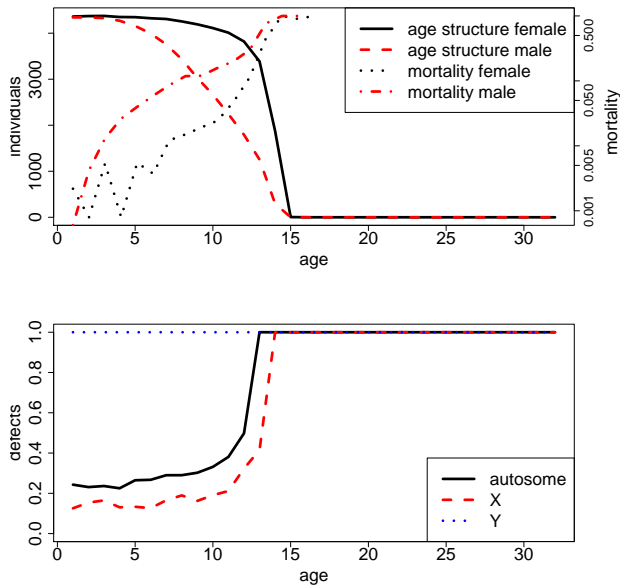 individuals
0
1000
3000
age structure female
age structure male
mortality female
mortality male
0.001
0.005
0.050
0.500
mortality
0 5 10 15 20 25 30
age
defects
0.0
0.2
0.4
0.6
0.8
1.0
autosome
X
Y
0 5 10 15 20 25 30
age